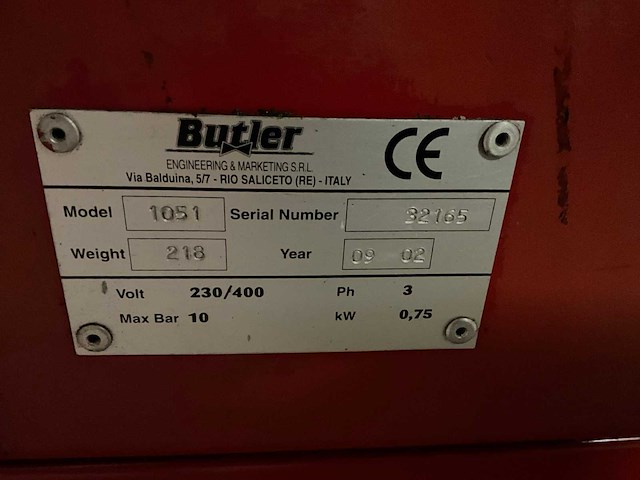 Butler
ENGINEERING & MARKETING S.R.L.
Via Balduina, 5/7 - RIO SALICETO (RE) - ITALY
CE
Model 1051 Serial Number 32165
Weight 218 Year 09 02
Volt 230/400 Ph 3
Max Bar 10 kW 0,75